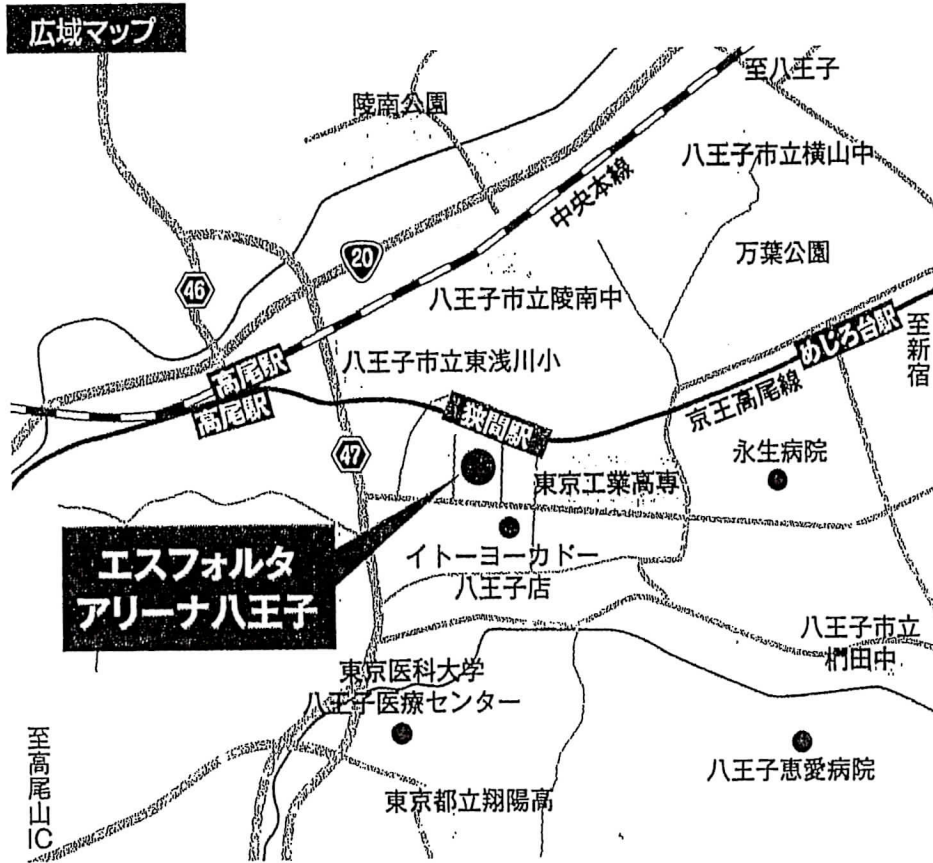 広域マップ
至八王子
陵南公園
八王子市立横山中
中央本線
万葉公園
20
46
八王子市立陵南中
至新宿
めじろ台駅
八王子市立東浅川小
高尾駅
高尾駅
京王高尾線
狭間駅
永生病院
47
東京工業高専
エスフォルタ
アリーナ八王子
イトーヨーカドー
八王子店
八王子市立
椚田中
東京医科大学
八王子医療センター
至高尾山IC
八王子恵愛病院
東京都立翔陽高